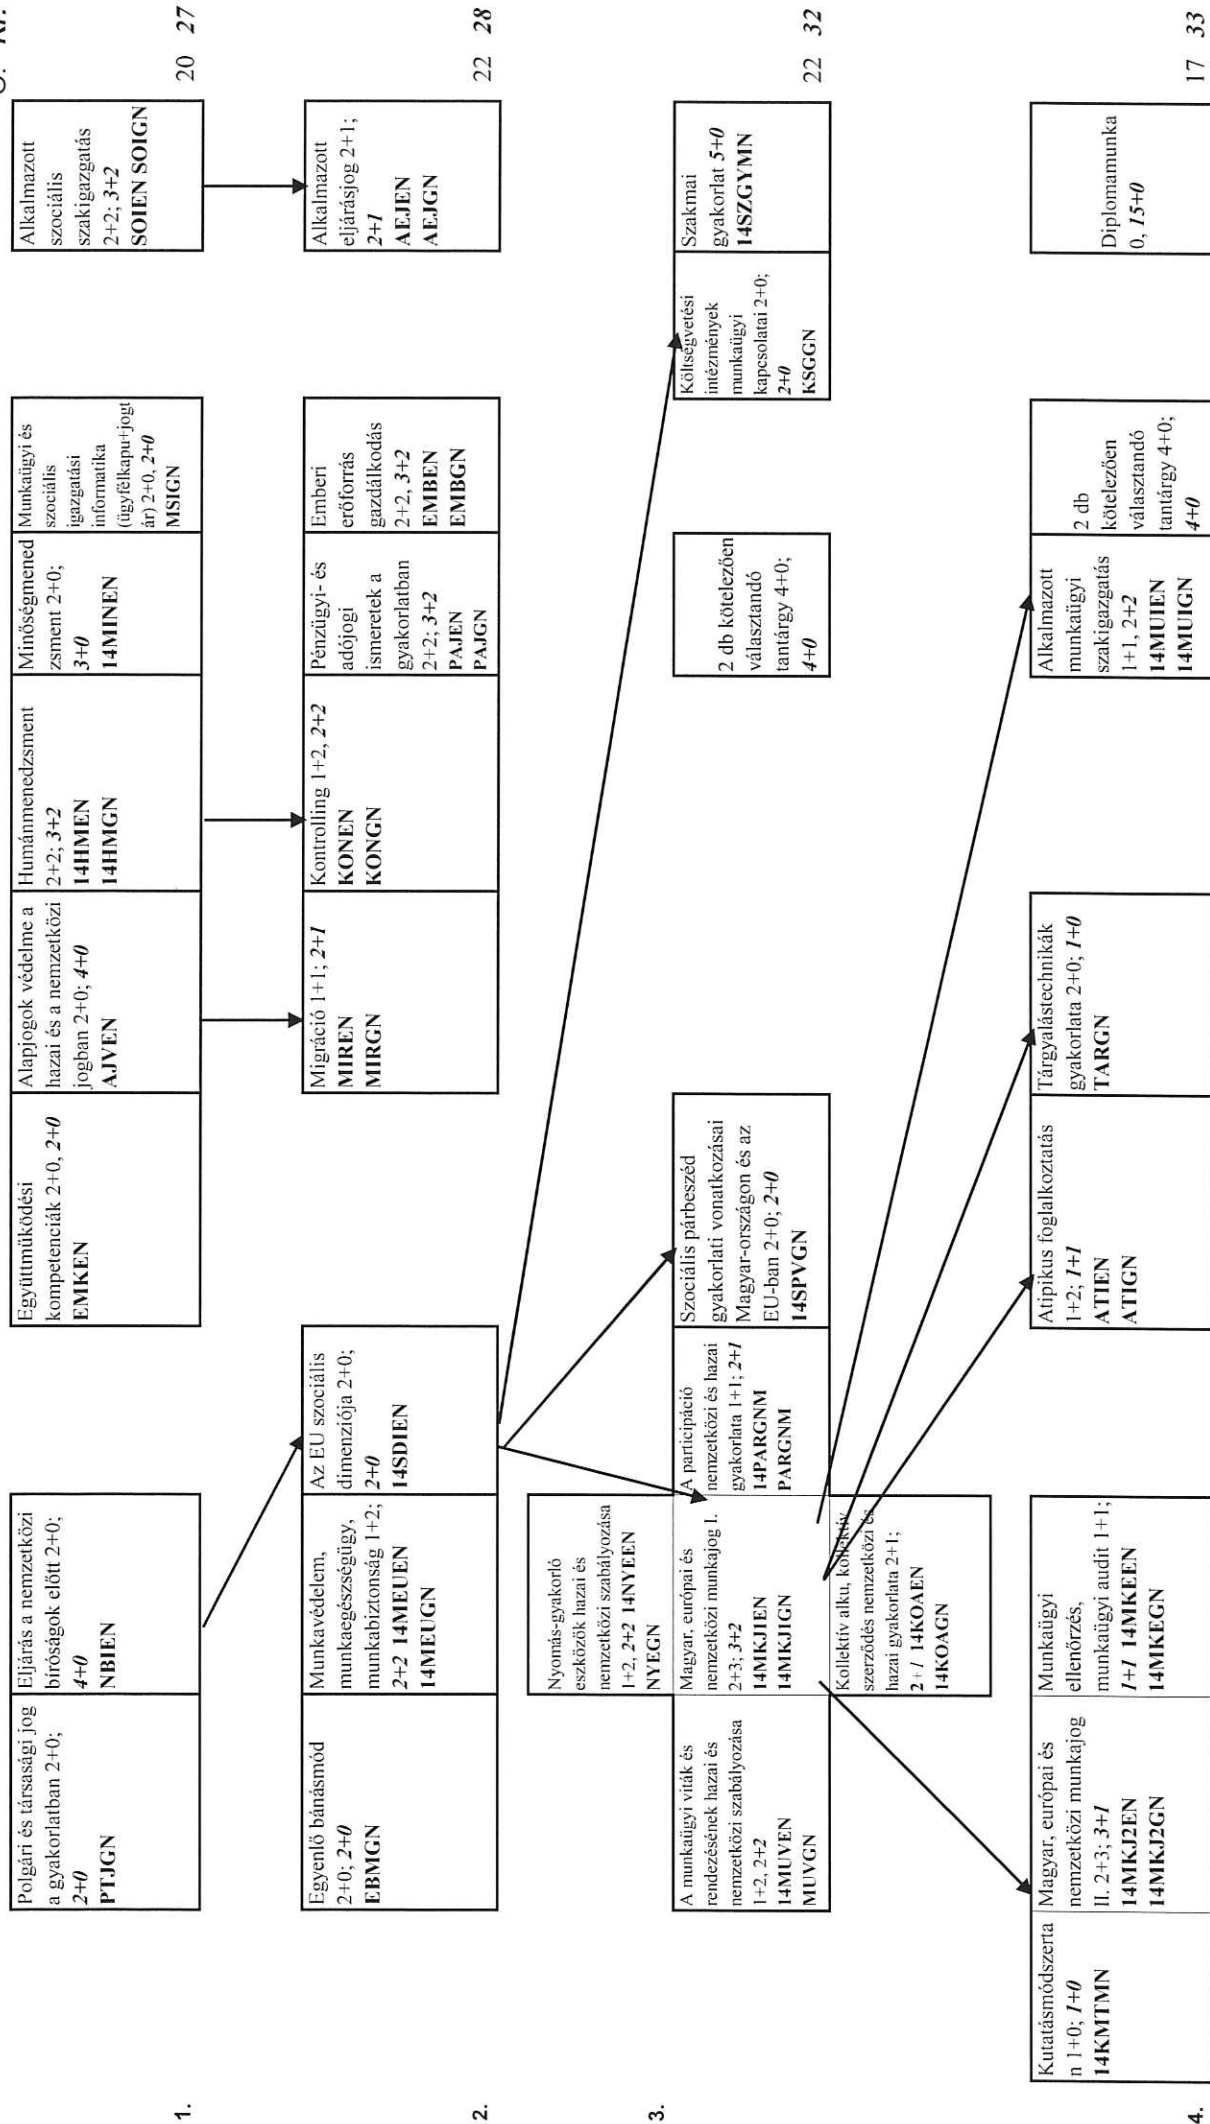 Ó. Kr.
1.
Polgári és társasági jog
a gyakorlatban 2+0;
2+0
PTJGN
Eljárás a nemzetközi
bíróságok előtt 2+0;
4+0
NBIEN
Együttműködési
kompetenciák 2+0, 2+0
EMKEN
Alapjogok védelme a
hazai és a nemzetközi
jogban 2+0; 4+0
AJVEN
Humánmenedzsment
2+2; 3+2
14HMEN
14HMGN
Minőségmened
zsment 2+0;
3+0
14MINEN
Munkaügyi és
szociális
igazgatási
informatika
(ügyfélkapu+jogt
ár) 2+0, 2+0
MSIGN
Alkalmazott
szociális
szakigazgatás
2+2; 3+2
SOIEN SOIGN
20 27
2.
Egyenlő bánásmód
2+0; 2+0
EBMGN
Munkavédelem,
munkaegészségügy,
munkabiztonság 1+2;
2+2 14MEUEN
14MEUGN
Az EU szociális
dimenziója 2+0;
2+0
14SDIEN
Migráció 1+1; 2+1
MIREN
MIRGN
Kontrolling 1+2, 2+2
KONEN
KONGN
Pénzügyi- és
adójogi
ismeretek a
gyakorlatban
2+2; 3+2
PAJEN
PAJGN
Emberi
erőforrás
gazdálkodás
2+2, 3+2
EMBEN
EMBGN
Alkalmazott
eljárásjog 2+1;
2+1
AEJEN
AEJGN
22 28
3.
Nyomás-gyakorló
eszközök hazai és
nemzetközi szabályozása
1+2, 2+2 14NYEEN
NYEGN
A munkaügyi viták és
rendezésének hazai és
nemzetközi szabályozása
1+2, 2+2
14MUVEN
MUVGN
Magyar, európai és
nemzetközi munkajog I.
2+3; 3+2
14MKJIEN
14MKJIGN
A participáció
nemzetközi és hazai
gyakorlata 1+1; 2+1
14PARGNM
PARGNM
Szociális párbeszéd
gyakorlati vonatkozásai
Magyar-országon és az
EU-ban 2+0; 2+0
14SPVGN
2 db kötelezően
választandó
tantárgy 4+0;
4+0
Költségvetési
intézmények
munkaügyi
kapcsolatai 2+0;
2+0
KSGGN
Szakmai
gyakorlat 5+0
14SZGYMN
22 32
Kollektív alku, kollektív
szerződés nemzetközi és
hazai gyakorlata 2+1;
2+1 14KOAEN
14KOAGN
4.
Kutatásmódszerta
n 1+0; 1+0
14KMTMN
Magyar, európai és
nemzetközi munkajog
II. 2+3; 3+1
14MKJ2EN
14MKJ2GN
Munkaügyi
ellenőrzés,
munkaügyi audit 1+1;
1+1 14MKEEN
14MKEGN
Atipikus foglalkoztatás
1+2; 1+1
ATIEN
ATIGN
Tárgyalástechnikák
gyakorlata 2+0; 1+0
TARGN
Alkalmazott
munkaügyi
szakigazgatás
1+1, 2+2
14MUIEN
14MUIGN
2 db
kötelezően
választandó
tantárgy 4+0;
4+0
Diplomamunka
0, 15+0
17 33